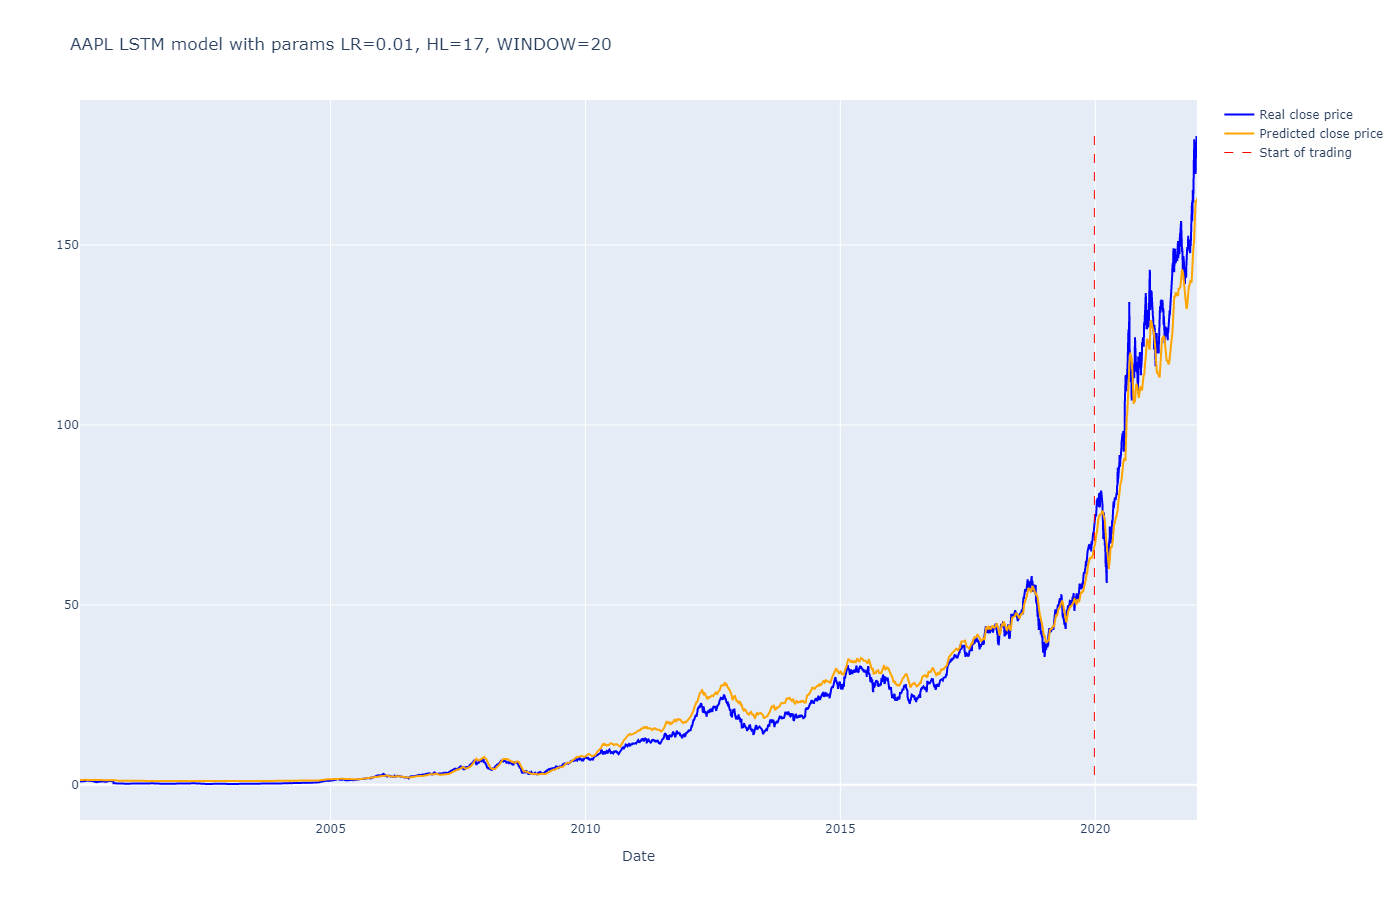 AAPL LSTM model with params LR=0.01, HL=17, WINDOW=20
Real close price
Predicted close price
Start of trading
150
100
50
0
2005
2010
2015
2020
Date